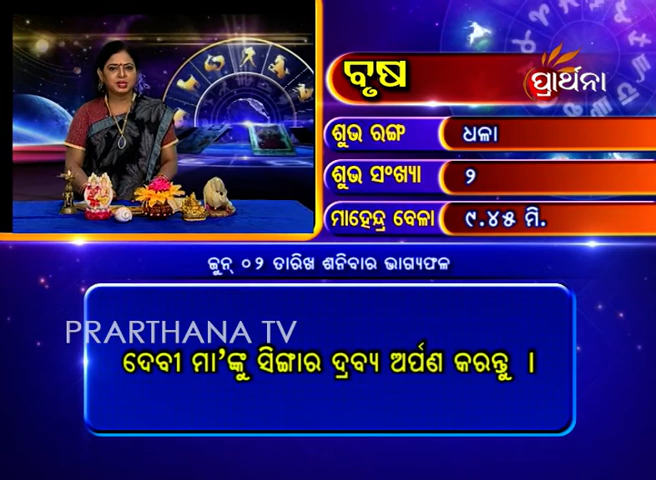 ବୃଷ
ପ୍ରାର୍ଥନା
ଶୁଭ ରଙ୍ଗ ଧଳା
ଶୁଭ ସଂଖ୍ୟା ୨
ମାହେନ୍ଦ୍ର ବେଳା ୯.୪୫ ମି.
ଜୁନ୍ ୦୨ ତାରିଖ ଶନିବାର ଭାଗ୍ୟଫଳ
PRARTHANA TV
ଦେବୀ ମା'ଙ୍କୁ ସିଙ୍ଗାର ଦ୍ରବ୍ୟ ଅର୍ପଣ କରନ୍ତୁ ।